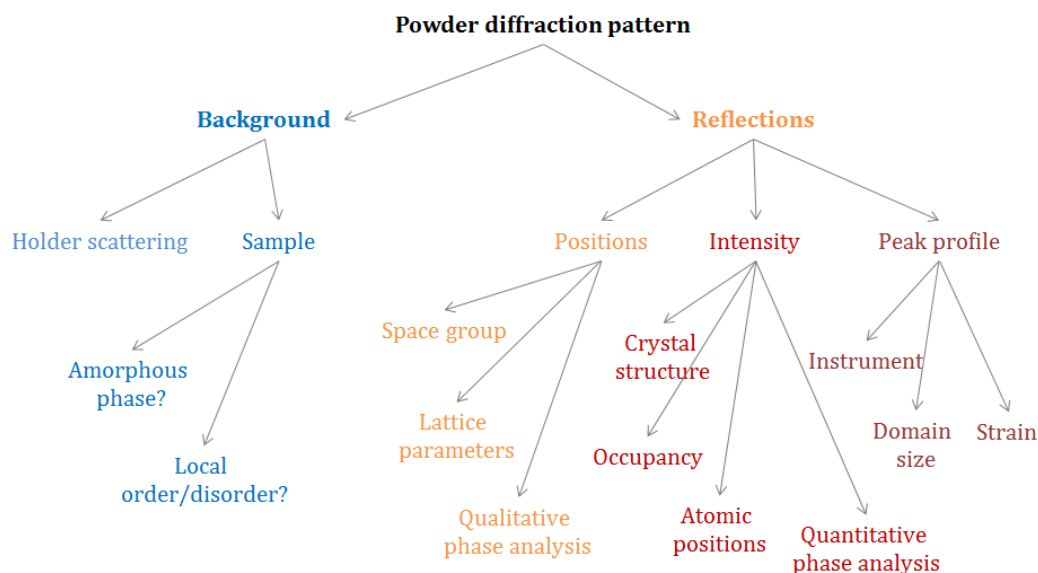 Powder diffraction pattern
Background
Reflections
Holder scattering
Sample
Positions
Intensity
Peak profile
Space group
Crystal
structure
Instrument
Amorphous
phase?
Lattice
parameters
Occupancy
Domain
size
Strain
Local
order/disorder?
Qualitative
phase analysis
Atomic
positions
Quantitative
phase analysis